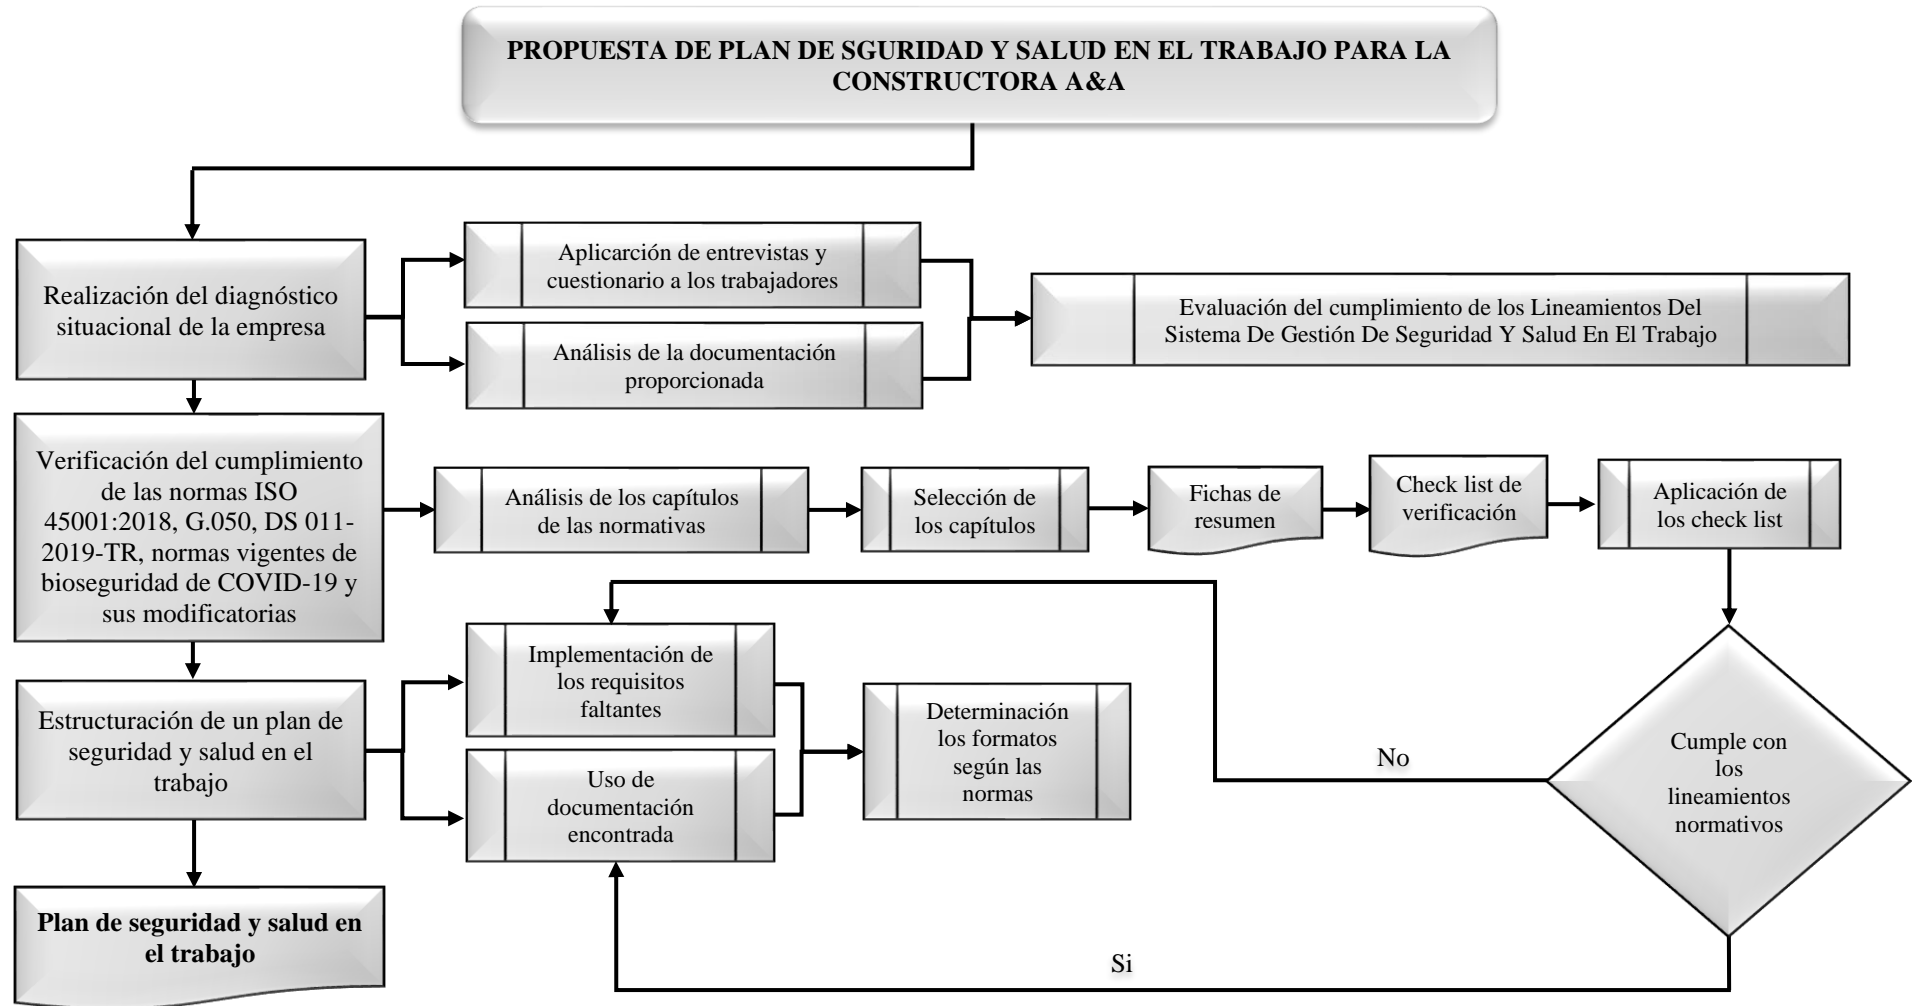 PROPUESTA DE PLAN DE SGURIDAD Y SALUD EN EL TRABAJO PARA LA
CONSTRUCTORA A&A
Realización del diagnóstico
situacional de la empresa
Aplicarción de entrevistas y
cuestionario a los trabajadores
Análisis de la documentación
proporcionada
Evaluación del cumplimiento de los Lineamientos Del
Sistema De Gestión De Seguridad Y Salud En El Trabajo
Verificación del cumplimiento
de las normas ISO
45001:2018, G.050, DS 011-
2019-TR, normas vigentes de
bioseguridad de COVID-19 y
sus modificatorias
Análisis de los capítulos
de las normativas
Selección de
los capítulos
Fichas de
resumen
Check list de
verificación
Aplicación de
los check list
Estructuración de un plan de
seguridad y salud en el
trabajo
Implementación de
los requisitos
faltantes
Uso de
documentación
encontrada
Determinación
los formatos
según las
normas
No
Cumple con
los
lineamientos
normativos
Si
Plan de seguridad y salud en
el trabajo